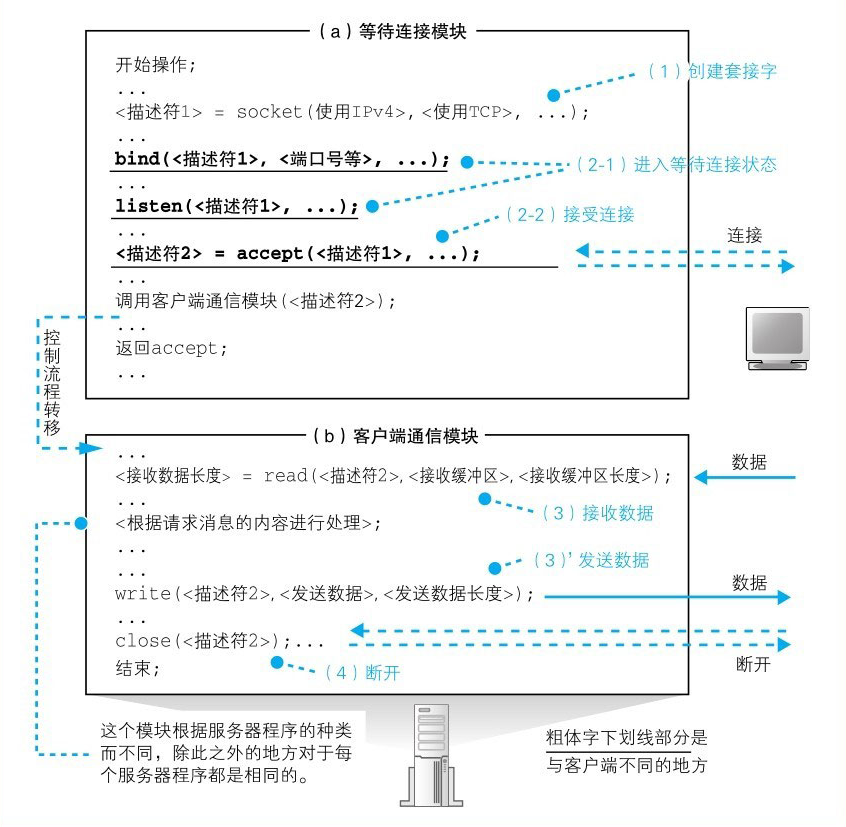 (a) 等待连接模块
开始操作;
...
(1) 创建套接字
<描述符1> = socket(使用IPv4>, <使用TCP>, ...);
...
bind(<描述符1>, <端口号等>, ...);
(2-1) 进入等待连接状态
...
listen(<描述符1>, ...);
(2-2) 接受连接
...
<描述符2> = accept(<描述符1>, ...);
连接
...
调用客户端通信模块(<描述符2>);
...
返回accept;
...
控制流程转移
(b) 客户端通信模块
...
<接收数据长度> = read(<描述符2>,<接收缓冲区>,<接收缓冲区长度>);
数据
...
(3) 接收数据
<根据请求消息的内容进行处理>;
...
...
(3)' 发送数据
write(<描述符2>,<发送数据>,<发送数据长度>);
数据
...
close(<描述符2>);...
断开
结束;
(4) 断开
这个模块根据服务器程序的种类
而不同，除此之外的地方对于每
个服务器程序都是相同的。
粗体字下划线部分是
与客户端不同的地方